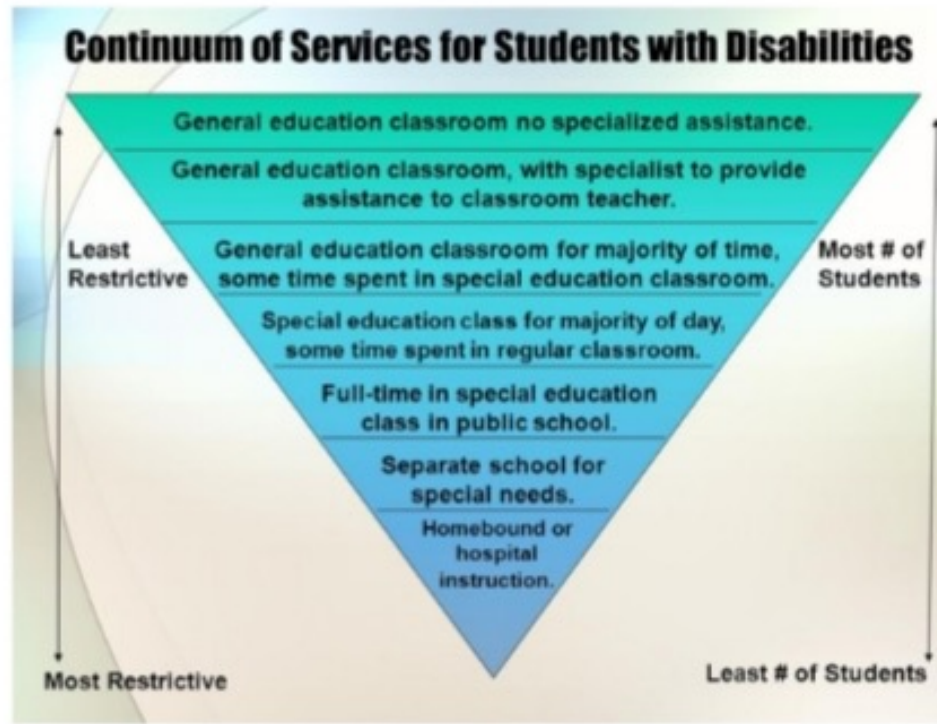 Continuum of Services for Students with Disabilities
General education classroom no specialized assistance.
General education classroom, with specialist to provide
assistance to classroom teacher.
Least
Restrictive
General education classroom for majority of time,
some time spent in special education classroom.
Most # of
Students
Special education class for majority of day,
some time spent in regular classroom.
Full-time in special education
class in public school.
Separate school for
special needs.
Homebound or
hospital
instruction.
Most Restrictive
Least # of Students